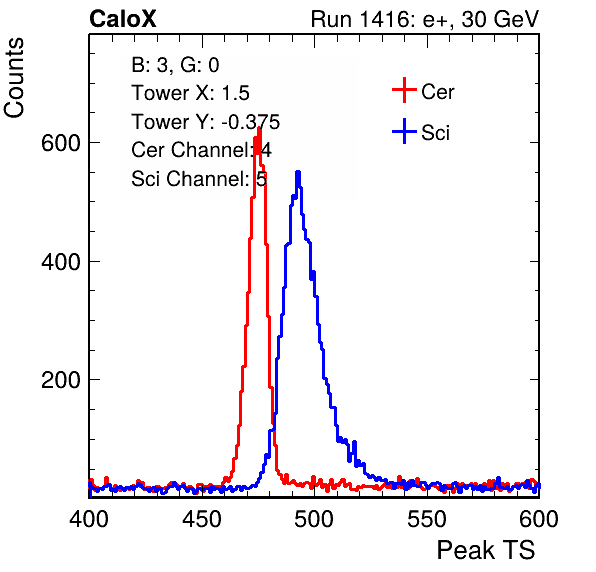 CaloX Run 1416: e+, 30 GeV
Counts
B: 3, G: 0
Tower X: 1.5
Tower Y: -0.375
Cer Channel: 4
Sci Channel: 5
Cer
Sci
600
400
200
400 450 500 550 600
Peak TS